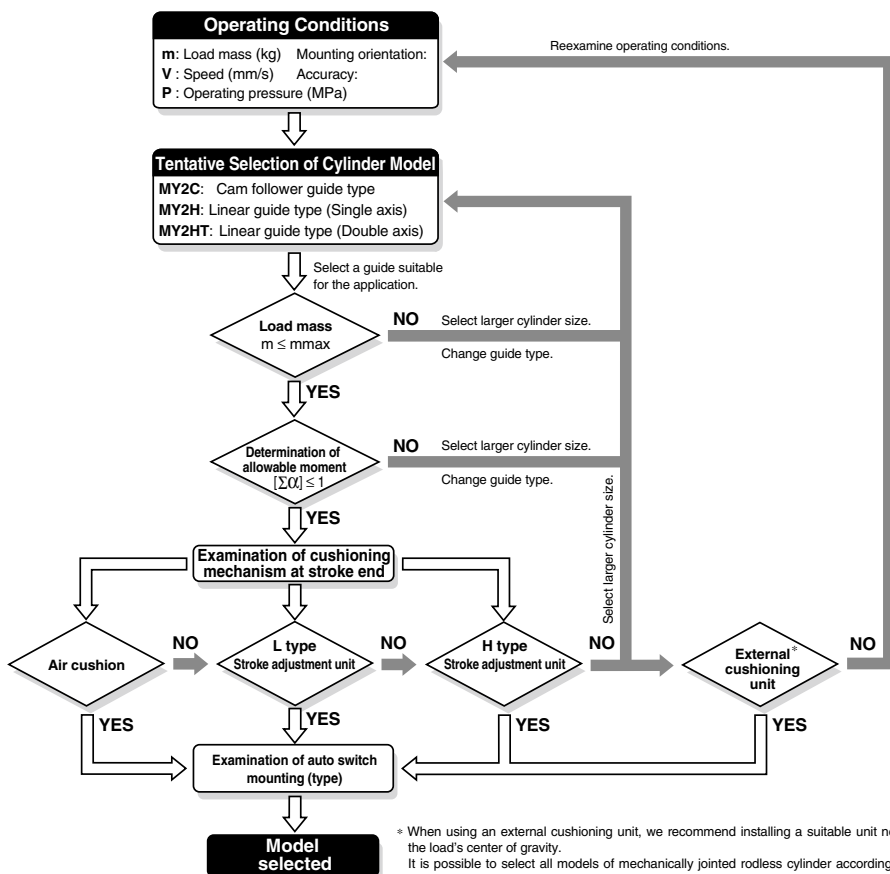 Operating Conditions
m: Load mass (kg) Mounting orientation:
V : Speed (mm/s) Accuracy:
P : Operating pressure (MPa)
Reexamine operating conditions.
Tentative Selection of Cylinder Model
MY2C: Cam follower guide type
MY2H: Linear guide type (Single axis)
MY2HT: Linear guide type (Double axis)
Select a guide suitable
for the application.
Load mass
m ≤ mmax
NO
Select larger cylinder size.
Change guide type.
YES
Determination of
allowable moment
[Σα] ≤ 1
NO
Select larger cylinder size.
Change guide type.
YES
Select larger cylinder size.
Examination of cushioning
mechanism at stroke end
Air cushion
NO
L type
Stroke adjustment unit
NO
H type
Stroke adjustment unit
NO
External*
cushioning
unit
NO
YES
YES
YES
YES
Examination of auto switch
mounting (type)
Model
selected
* When using an external cushioning unit, we recommend installing a suitable unit
the load's center of gravity.
It is possible to select all models of mechanically jointed rodless cylinder according